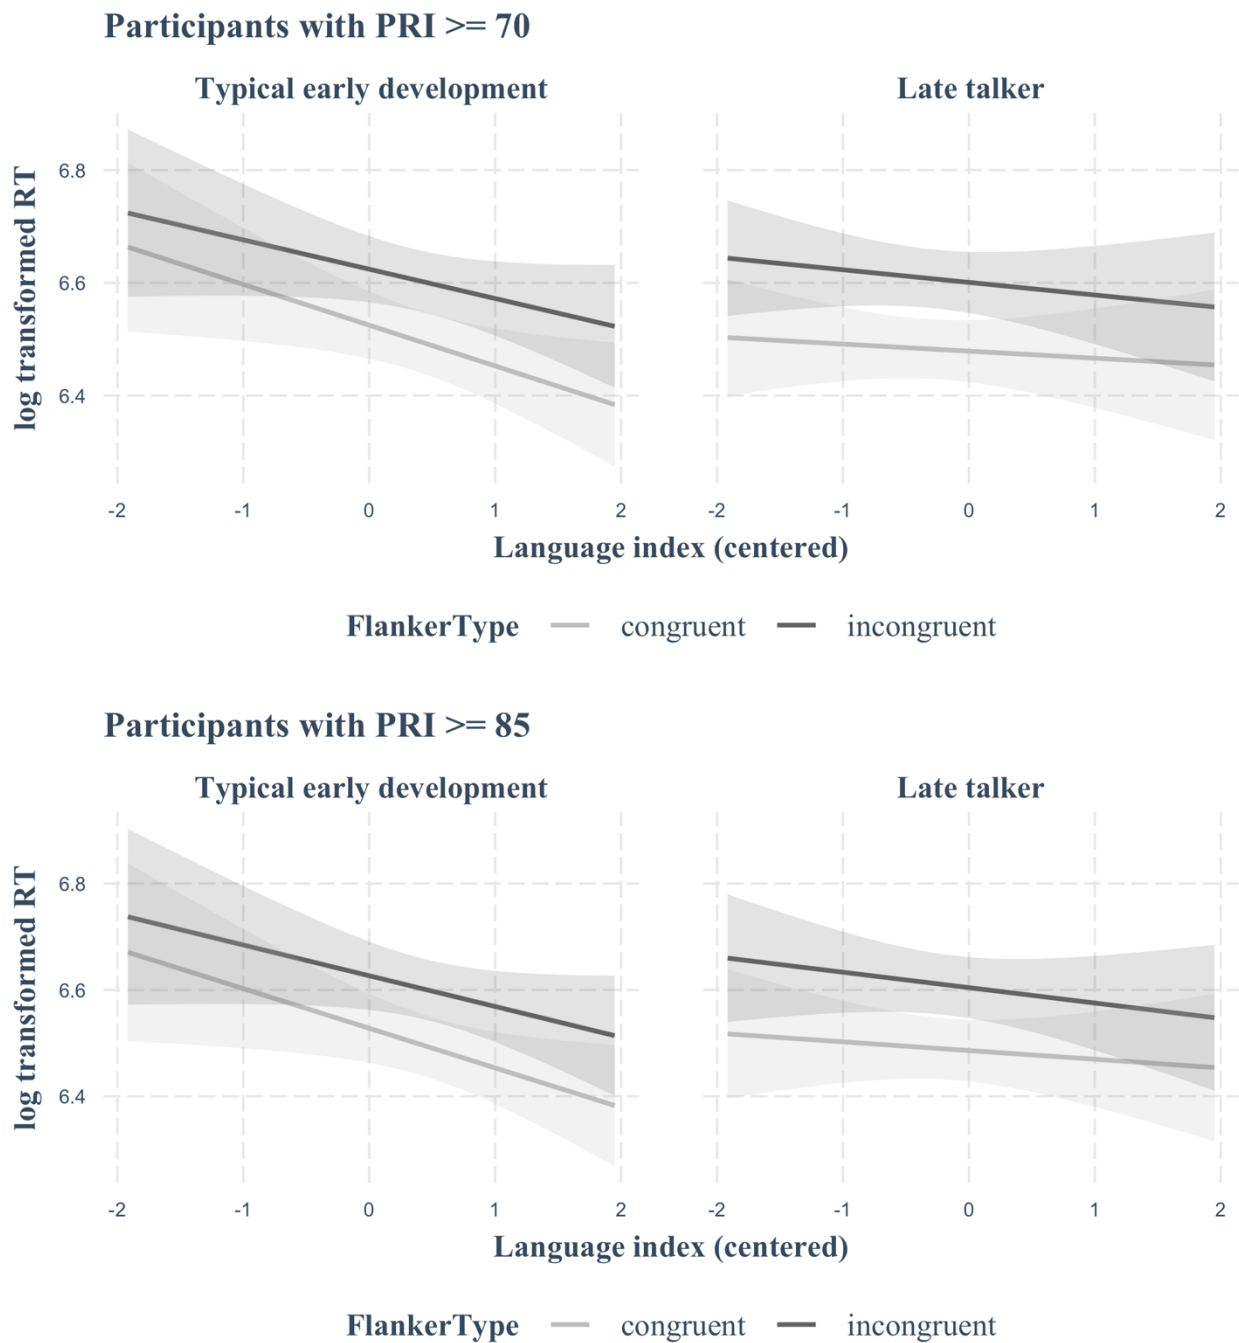 Participants with PRI >= 70
Typical early development
Late talker
log transformed RT
6.8
6.6
6.4
-2 -1 0 1 2 -2 -1 0 1 2
Language index (centered)
FlankerType congruent incongruent
Participants with PRI >= 85
Typical early development
Late talker
log transformed RT
6.8
6.6
6.4
-2 -1 0 1 2 -2 -1 0 1 2
Language index (centered)
FlankerType congruent incongruent